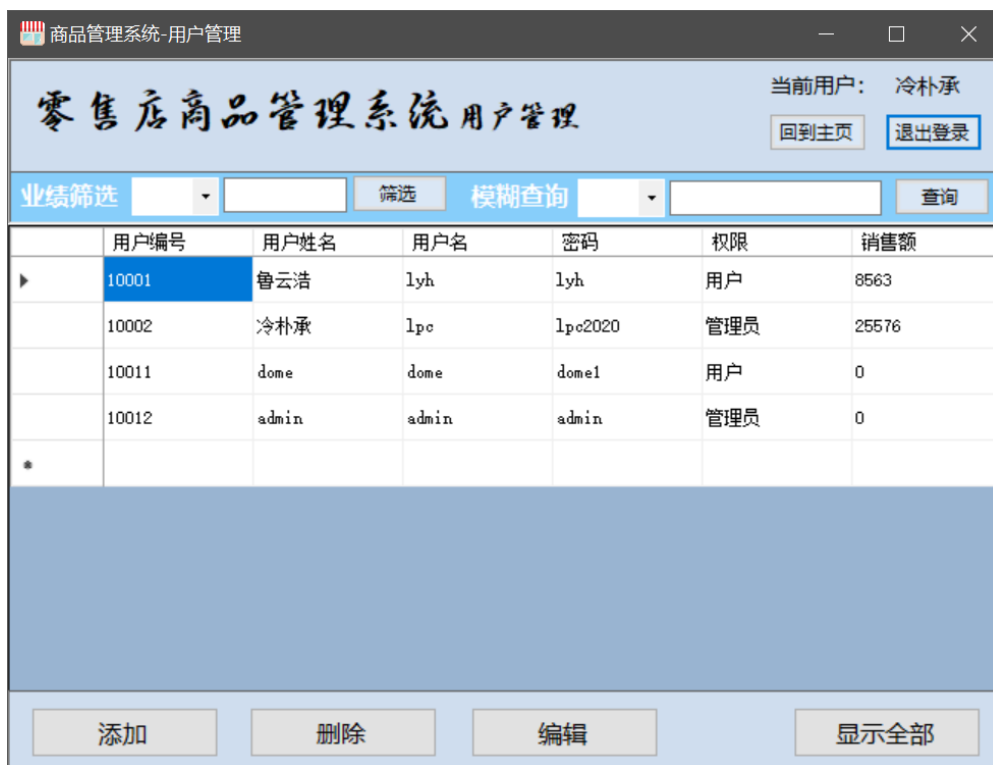 商品管理系统-用户管理
零售店商品管理系统 用户管理
当前用户： 冷朴承
回到主页 退出登录
业绩筛选 筛选 模糊查询 查询
用户编号 用户姓名 用户名 密码 权限 销售额
10001 鲁云浩 lyh lyh 用户 8563
10002 冷朴承 lpc lpc2020 管理员 25576
10011 dome dome dome1 用户 0
10012 admin admin admin 管理员 0
添加 删除 编辑 显示全部